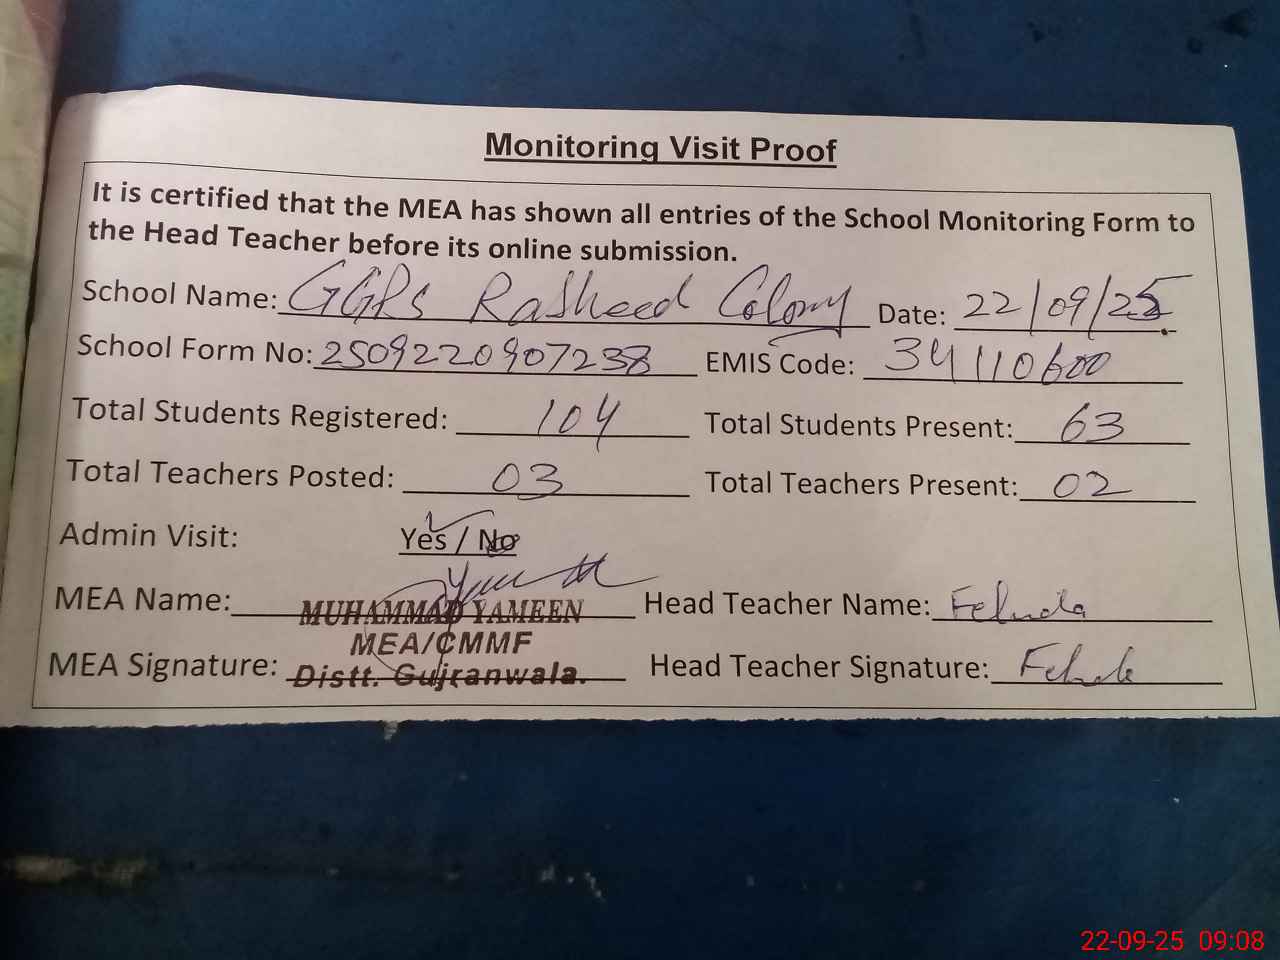 Monitoring Visit Proof
It is certified that the MEA has shown all entries of the School Monitoring Form to
the Head Teacher before its online submission.
School Name: GGPS Rasheed Colony Date: 22/09/25
School Form No: 2509220907238 EMIS Code: 34110600
Total Students Registered: 104 Total Students Present: 63
Total Teachers Posted: 03 Total Teachers Present: 02
Admin Visit: Yes / No
MEA Name: MUHAMMAD YAMEEN Head Teacher Name:
MEA/CMMF
MEA Signature: Distt. Gujranwala. Head Teacher Signature:
22-09-25 09:08